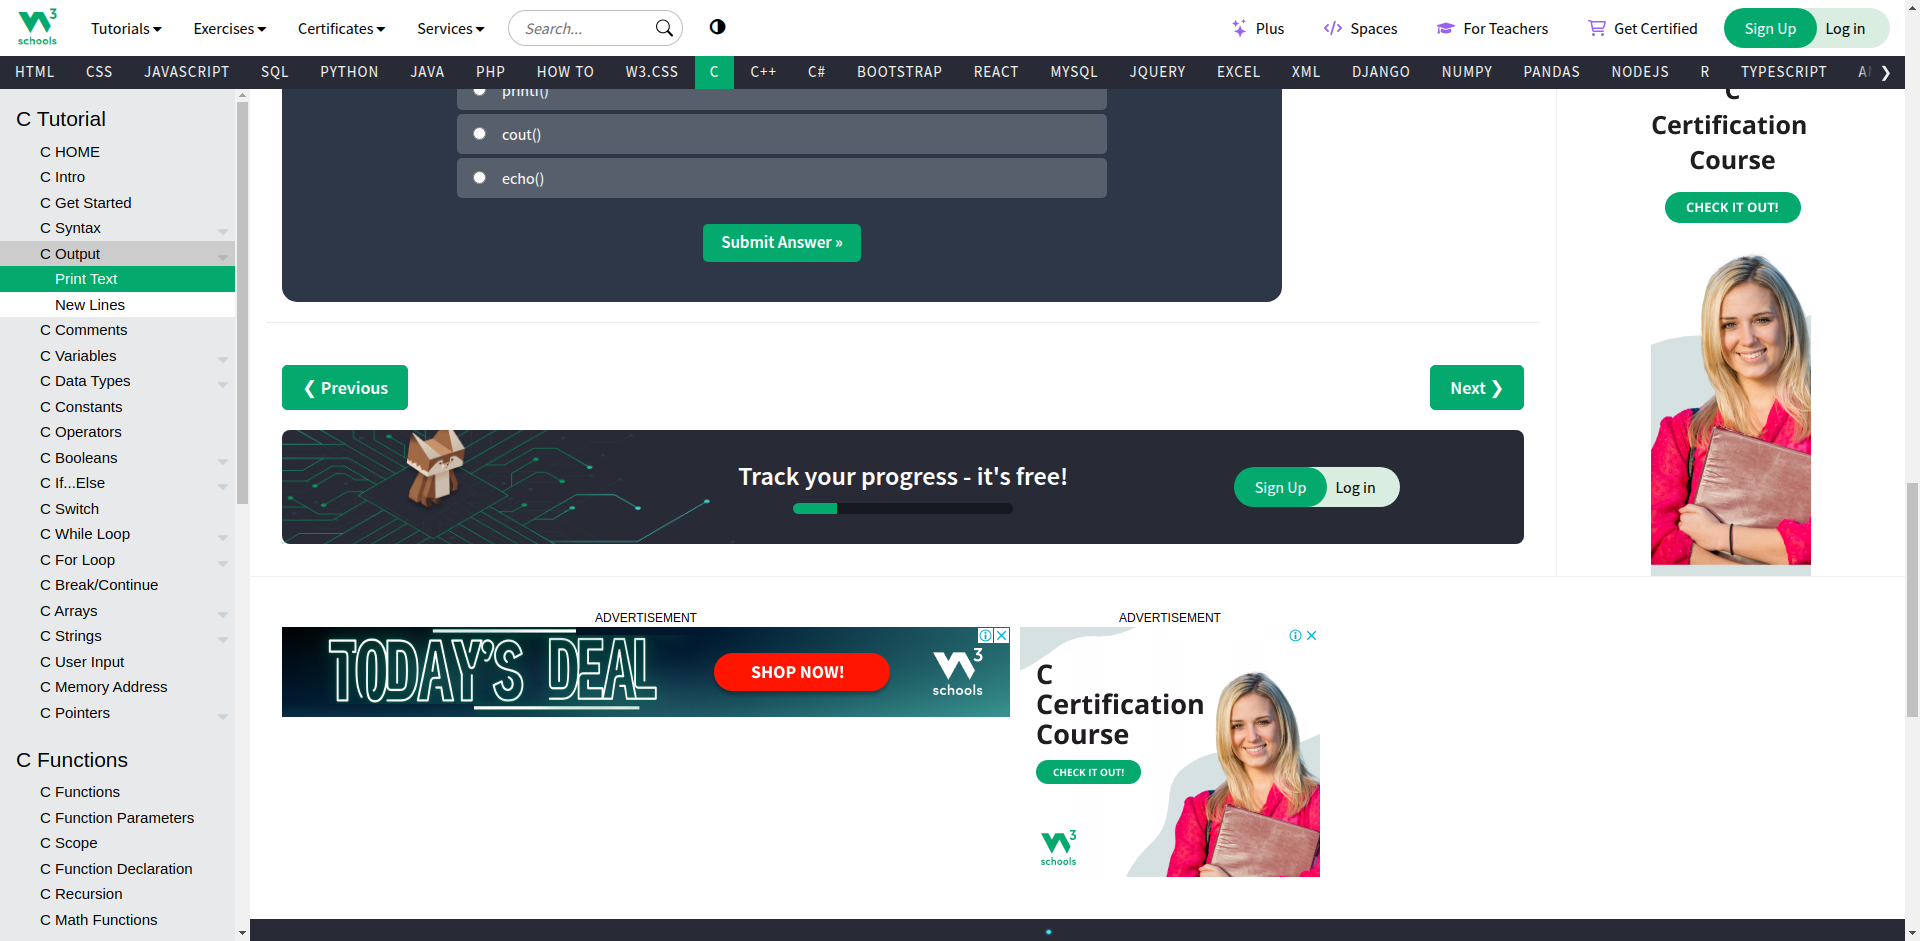 3
schools
Tutorials
Exercises
Certificates
Services
Search...
Plus
Spaces
For Teachers
Get Certified
Sign Up
Log in
HTML
CSS
JAVASCRIPT
SQL
PYTHON
JAVA
PHP
HOW TO
W3.CSS
C
C++
C#
BOOTSTRAP
REACT
MYSQL
JQUERY
EXCEL
XML
DJANGO
NUMPY
PANDAS
NODEJS
R
TYPESCRIPT
C Tutorial
C HOME
C Intro
C Get Started
C Syntax
C Output
Print Text
New Lines
C Comments
C Variables
C Data Types
C Constants
C Operators
C Booleans
C If...Else
C Switch
C While Loop
C For Loop
C Break/Continue
C Arrays
C Strings
C User Input
C Memory Address
C Pointers
C Functions
C Functions
C Function Parameters
C Scope
C Function Declaration
C Recursion
C Math Functions
printf()
cout()
echo()
Submit Answer »
❮ Previous
Next ❯
Track your progress - it's free!
Sign Up
Log in
C
Certification
Course
CHECK IT OUT!
ADVERTISEMENT
TODAY'S DEAL
SHOP NOW!
3
schools
ADVERTISEMENT
C
Certification
Course
CHECK IT OUT!
3
schools